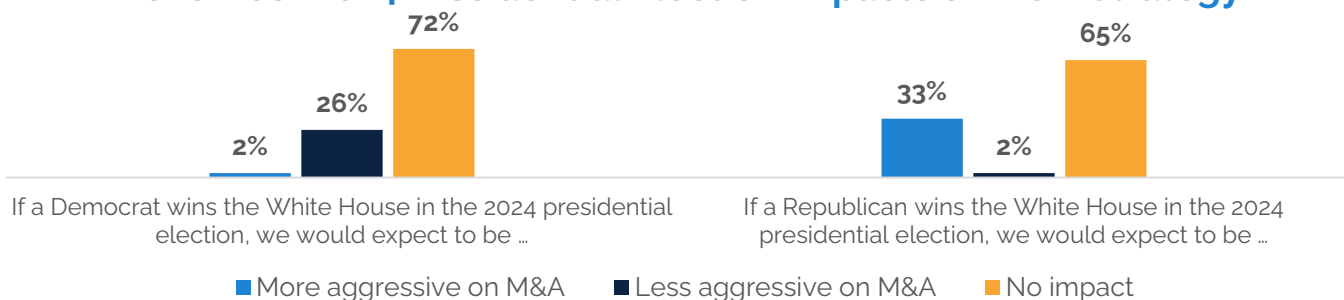 72%
26%
2%
65%
33%
2%
If a Democrat wins the White House in the 2024 presidential
election, we would expect to be …
If a Republican wins the White House in the 2024
presidential election, we would expect to be …
More aggressive on M&A
Less aggressive on M&A
No impact